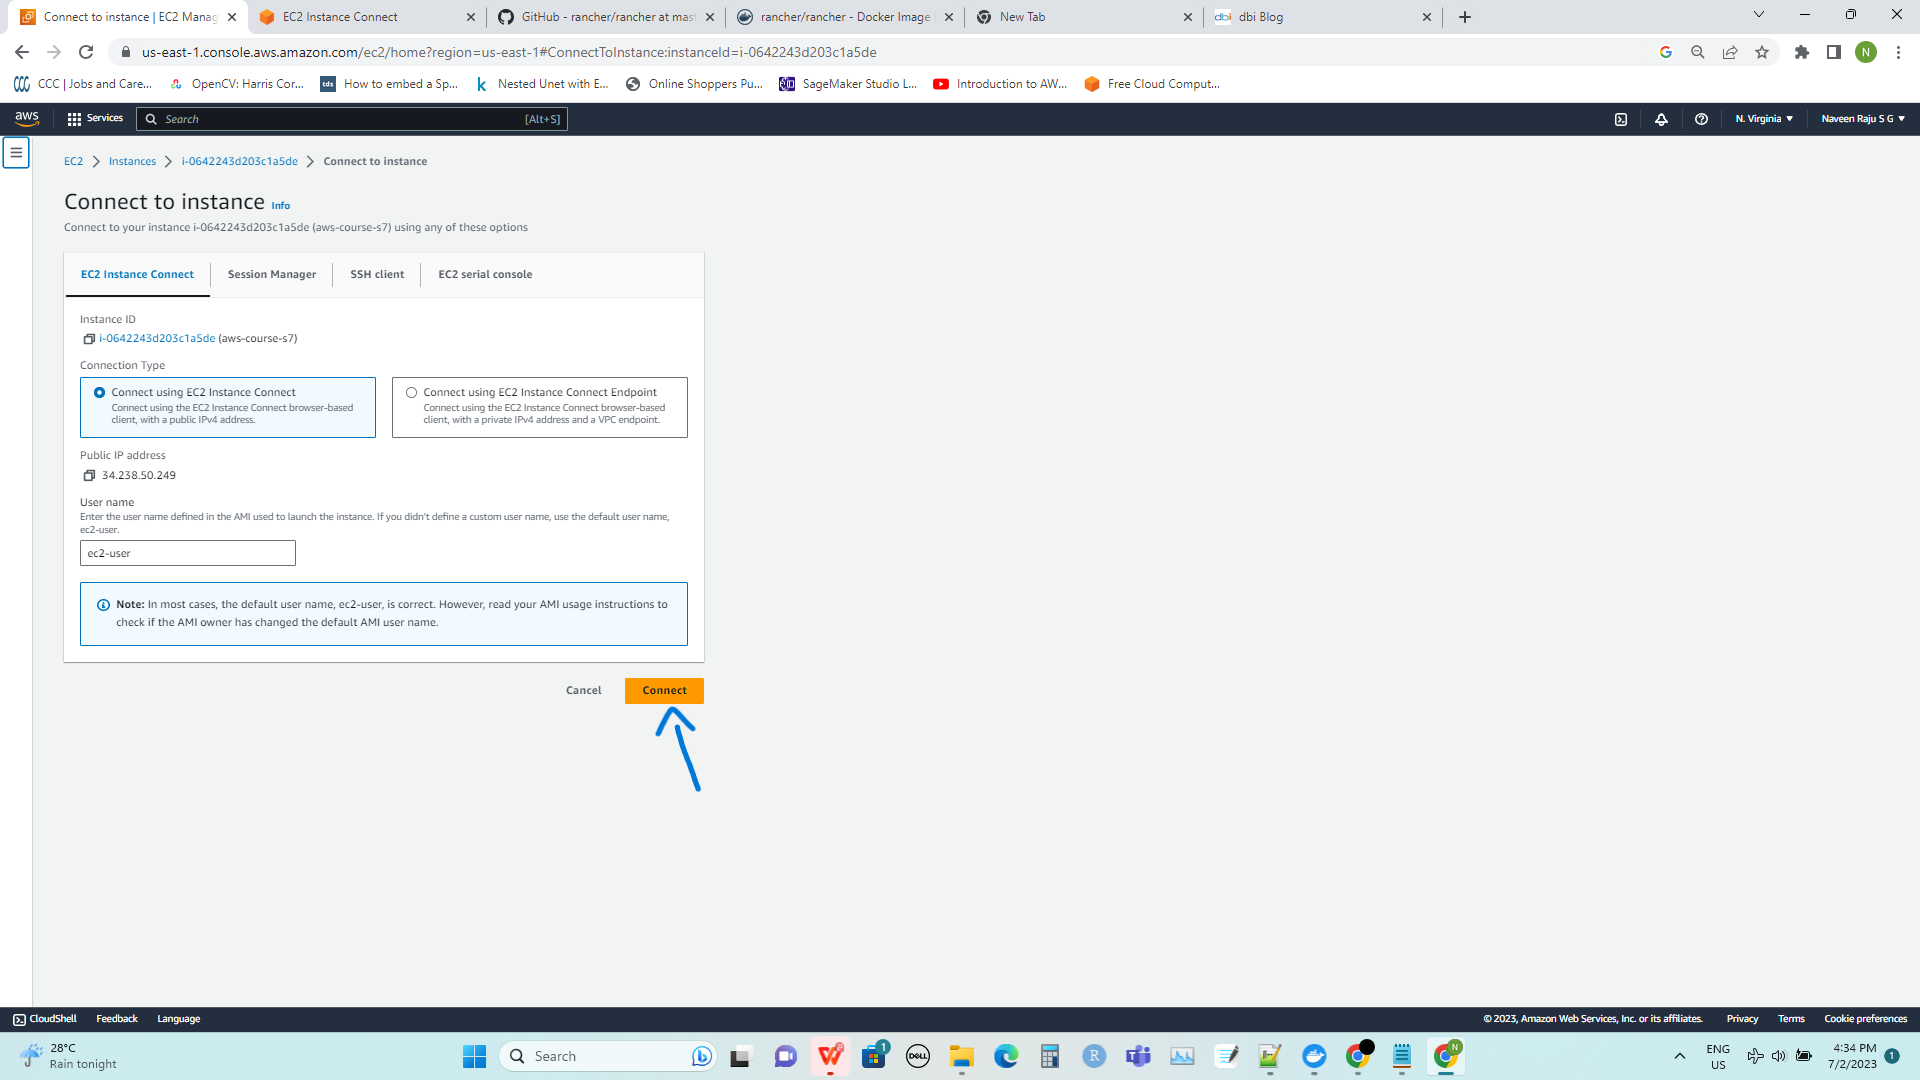 Connect to instance | EC2 Manag
EC2 Instance Connect
GitHub - rancher/rancher at mast
rancher/rancher - Docker Image
New Tab
dbi dbi Blog
us-east-1.console.aws.amazon.com/ec2/home?region=us-east-1#ConnectToInstance:instanceId=i-0642243d203c1a5de
N
CCC | Jobs and Care...
OpenCV: Harris Cor...
tds How to embed a Sp...
k Nested Unet with E...
Online Shoppers Pu...
SageMaker Studio L...
Introduction to AW...
Free Cloud Comput...
aws
Services
Search
[Alt+S]
N. Virginia
Naveen Raju S G
EC2
Instances
i-0642243d203c1a5de
Connect to instance
Connect to instance Info
Connect to your instance i-0642243d203c1a5de (aws-course-s7) using any of these options
EC2 Instance Connect
Session Manager
SSH client
EC2 serial console
Instance ID
i-0642243d203c1a5de (aws-course-s7)
Connection Type
Connect using EC2 Instance Connect
Connect using the EC2 Instance Connect browser-based
client, with a public IPv4 address.
Connect using EC2 Instance Connect Endpoint
Connect using the EC2 Instance Connect browser-based
client, with a private IPv4 address and a VPC endpoint.
Public IP address
34.238.50.249
User name
Enter the user name defined in the AMI used to launch the instance. If you didn't define a custom user name, use the default user name,
ec2-user.
ec2-user
Note: In most cases, the default user name, ec2-user, is correct. However, read your AMI usage instructions to
check if the AMI owner has changed the default AMI user name.
Cancel
Connect
CloudShell
Feedback
Language
© 2023, Amazon Web Services, Inc. or its affiliates.
Privacy
Terms
Cookie preferences
28°C
Rain tonight
Search
1
DELL
R
N
ENG
US
4:34 PM
7/2/2023
1